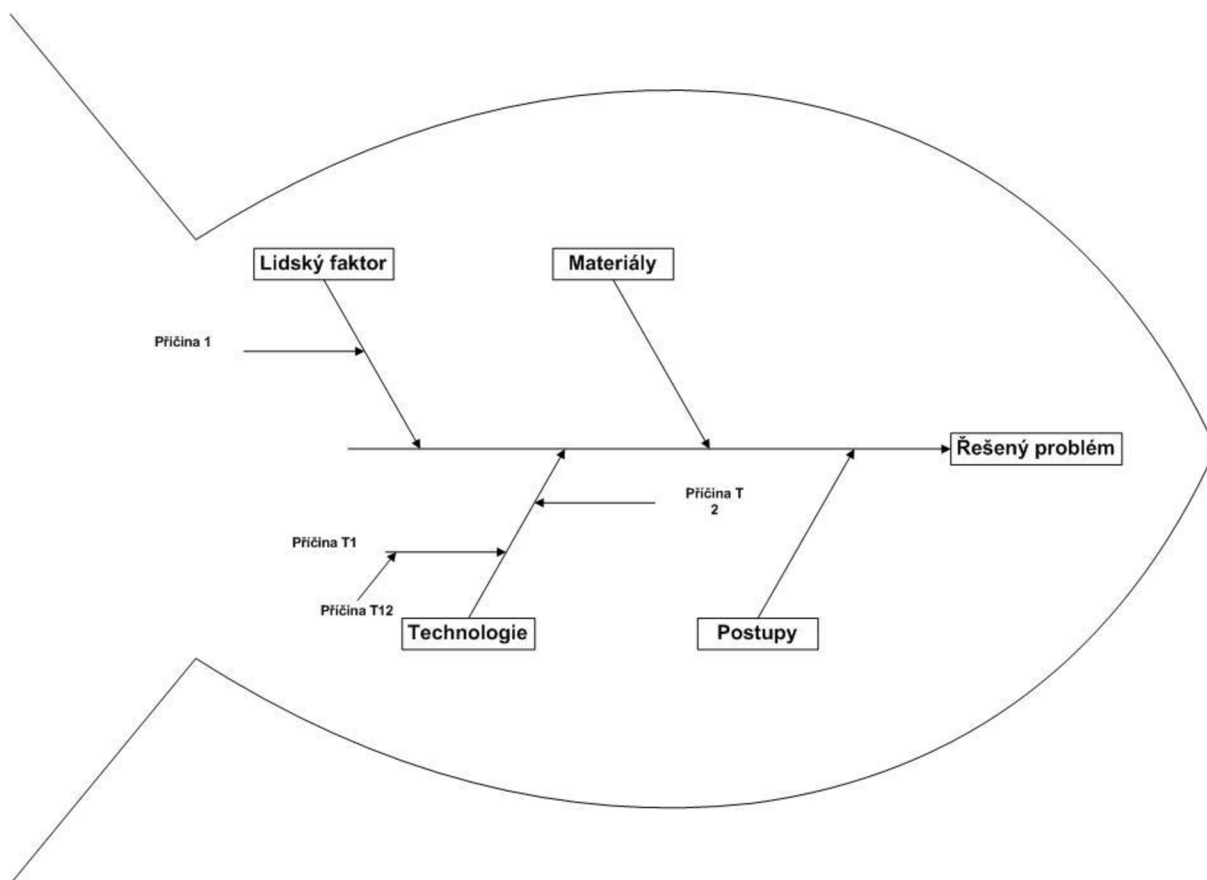 Lidský faktor
Materiály
Příčina 1
Řešený problém
Příčina T
2
Příčina T1
Příčina T12
Technologie
Postupy